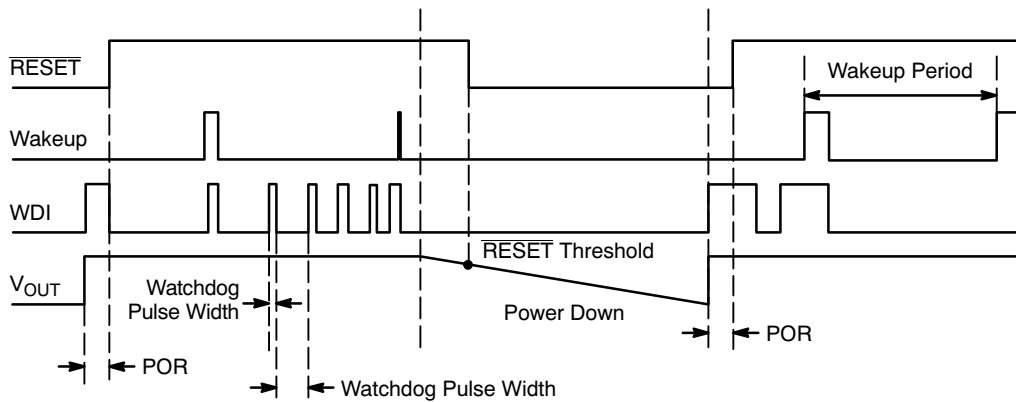 RESET
Wakeup Period
Wakeup
WDI
RESET Threshold
VOUT
Watchdog
Pulse Width
Power Down
POR
POR
Watchdog Pulse Width